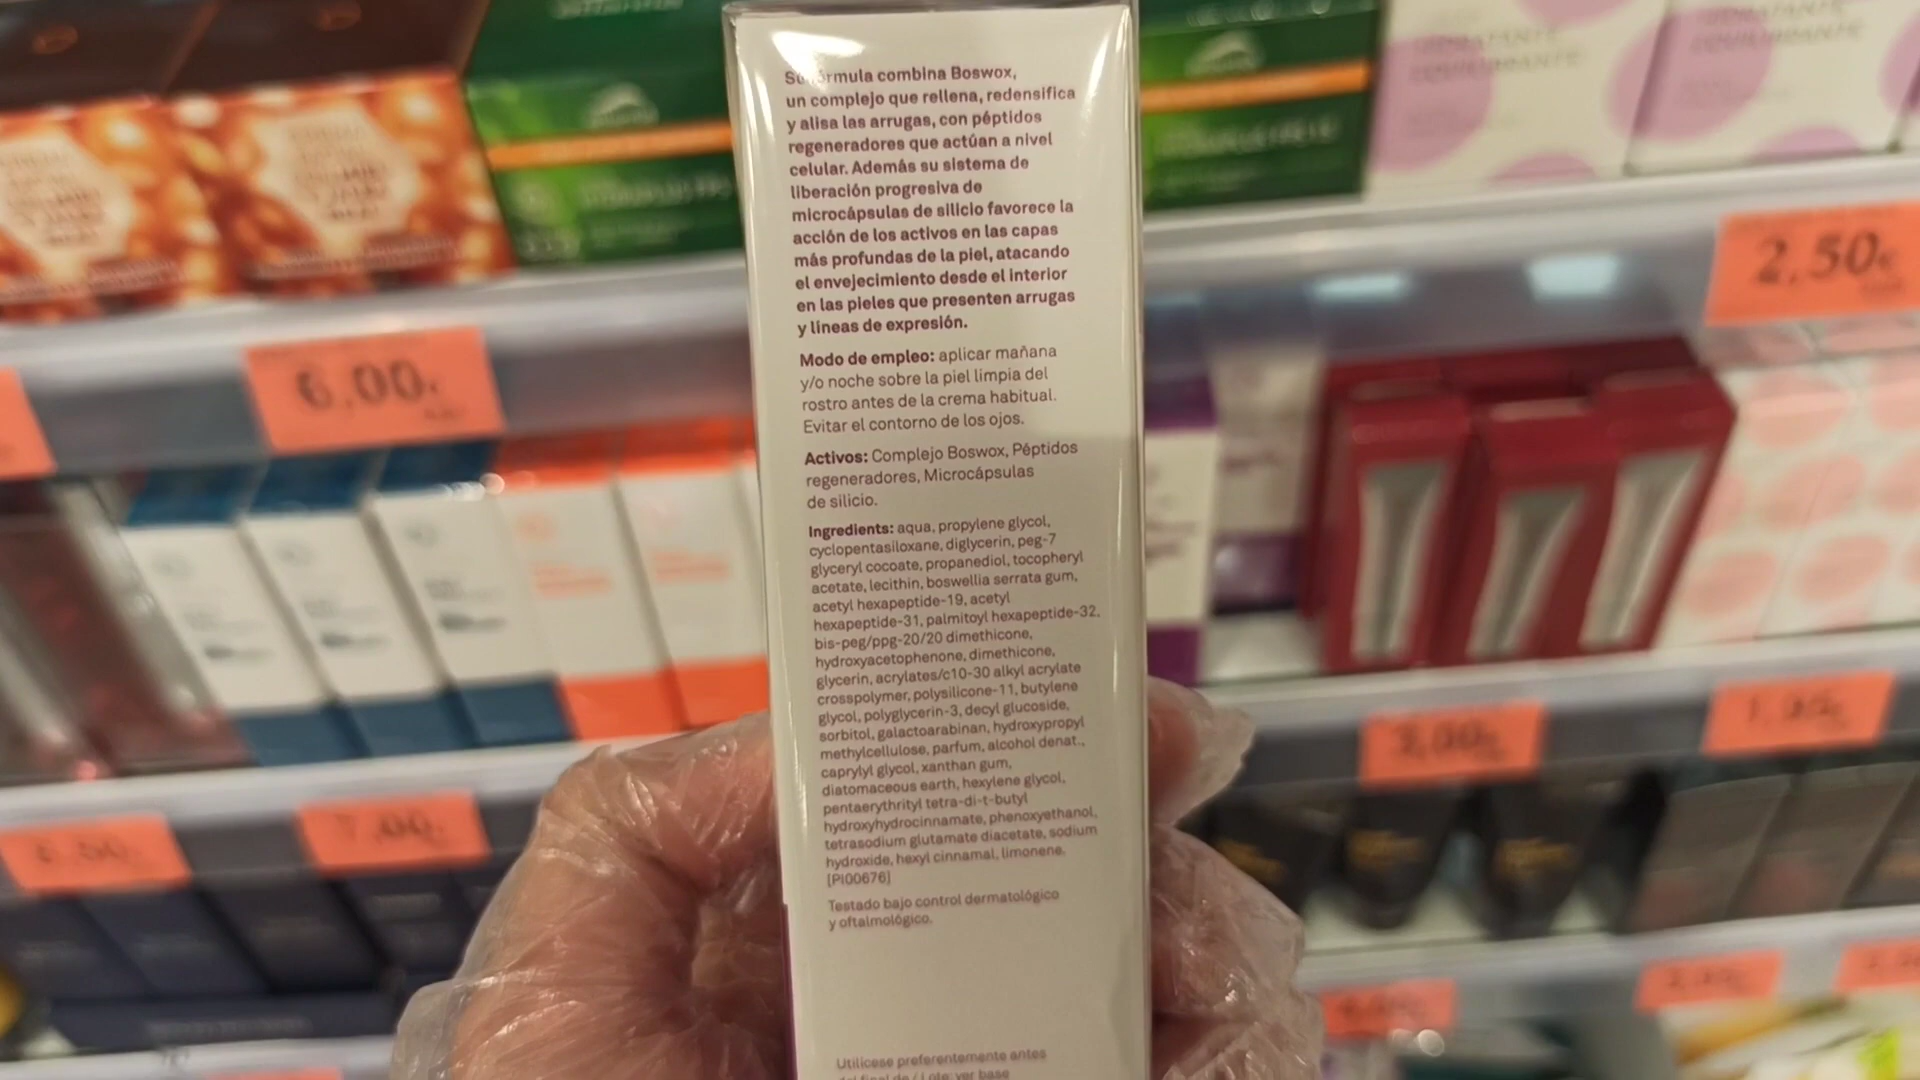 fórmula combina Boswox,
un complejo que rellena, redensifica
y alisa las arrugas, con péptidos
regeneradores que actúan a nivel
celular. Además su sistema de
liberación progresiva de
microcápsulas de silicio favorece la
acción de los activos en las capas
más profundas de la piel, atacando
el envejecimiento desde el interior
en las pieles que presenten arrugas
y líneas de expresión.
Modo de empleo: aplicar mañana
y/o noche sobre la piel limpia del
rostro antes de la crema habitual.
Evitar el contorno de los ojos.
Activos: Complejo Boswox, Péptidos
regeneradores, Microcápsulas
de silicio.
Ingredients: aqua, propylene glycol,
cyclopentasiloxane, diglycerin, peg-7
glyceryl cocoate, propanediol, tocopheryl
acetate, lecithin, boswellia serrata gum,
acetyl hexapeptide-19, acetyl
hexapeptide-31, palmitoyl hexapeptide-32,
bis-peg/ppg-20/20 dimethicone,
hydroxyacetophenone, dimethicone,
glycerin, acrylates/c10-30 alkyl acrylate
crosspolymer, polysilicone-11, butylene
glycol, polyglycerin-3, decyl glucoside,
sorbitol, galactoarabinan, hydroxypropyl
methylcellulose, parfum, alcohol denat.,
caprylyl glycol, xanthan gum,
diatomaceous earth, hexylene glycol,
pentaerythrityl tetra-di-t-butyl
hydroxyhydrocinnamate, phenoxyethanol,
tetrasodium glutamate diacetate, sodium
hydroxide, hexyl cinnamal, limonene.
[PI00676]
Testado bajo control dermatológico
y oftalmológico.
Utilícese preferentemente antes
del final de / Lote: ver base
6,00
2,50€
7,00